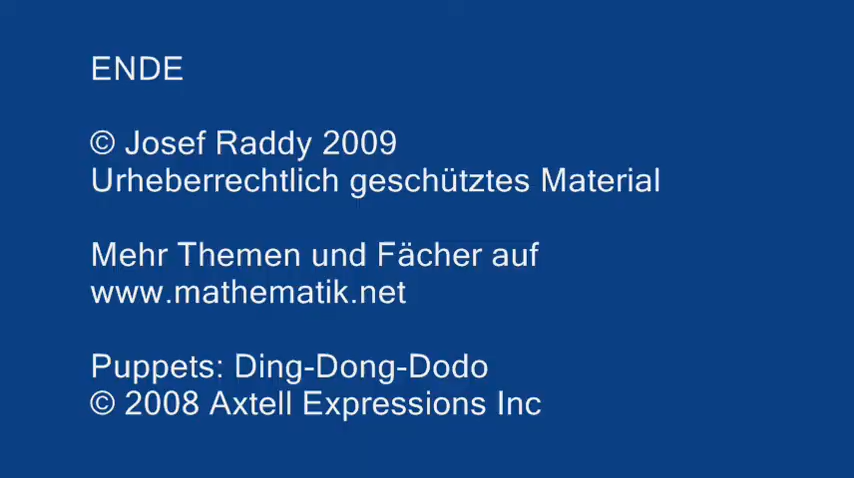 ENDE
© Josef Raddy 2009
Urheberrechtlich geschütztes Material
Mehr Themen und Fächer auf
www.mathematik.net
Puppets: Ding-Dong-Dodo
© 2008 Axtell Expressions Inc